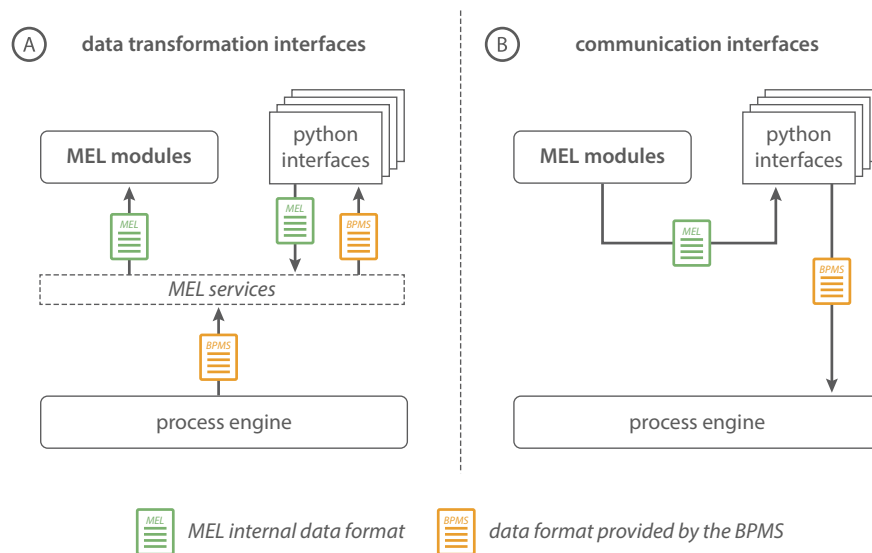 A data transformation interfaces
MEL modules
python
interfaces
MEL
MEL
BPMS
MEL services
BPMS
process engine
B communication interfaces
MEL modules
python
interfaces
MEL
BPMS
process engine
MEL MEL internal data format
BPMS data format provided by the BPMS